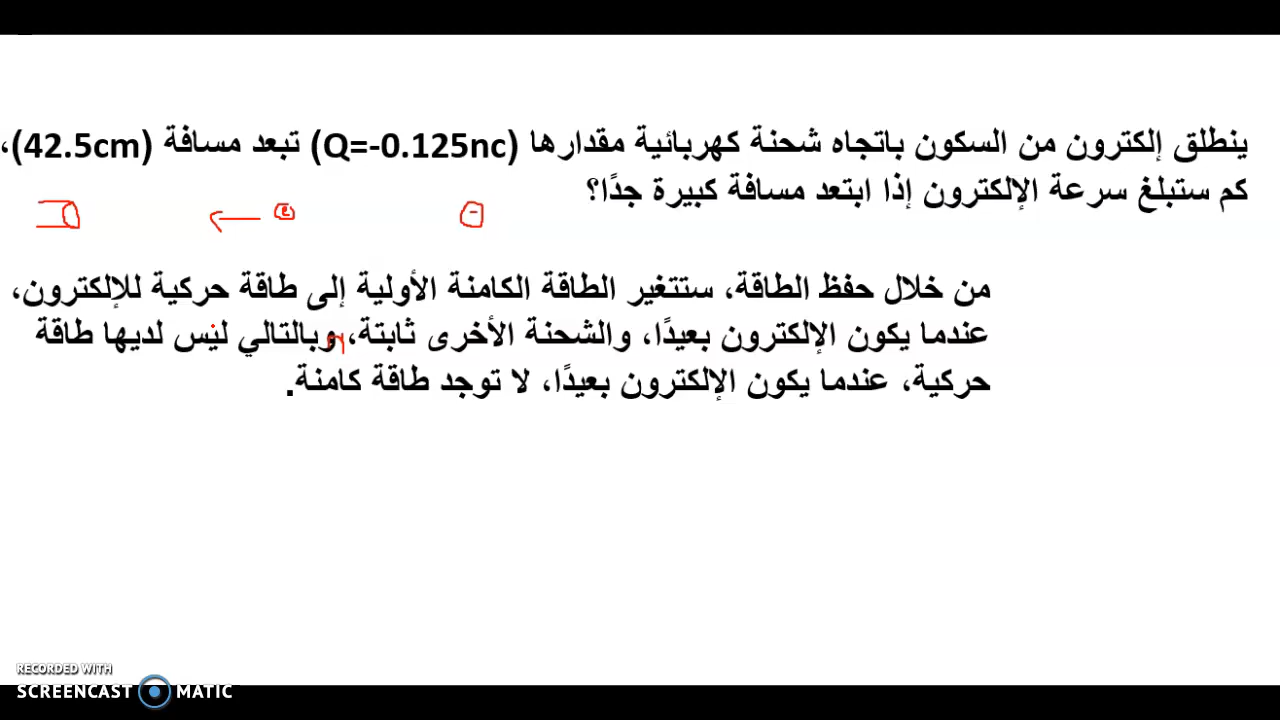 ينطلق إلكترون من السكون باتجاه شحنة كهربائية مقدارها (Q=-0.125nc) تبعد مسافة (42.5cm)،
كم ستبلغ سرعة الإلكترون إذا ابتعد مسافة كبيرة جدًا؟
e -
من خلال حفظ الطاقة، ستتغير الطاقة الكامنة الأولية إلى طاقة حركية للإلكترون،
عندما يكون الإلكترون بعيدًا، والشحنة الأخرى ثابتة، وبالتالي ليس لديها طاقة
حركية، عندما يكون الإلكترون بعيدًا، لا توجد طاقة كامنة.
RECORDED WITH
SCREENCAST MATIC